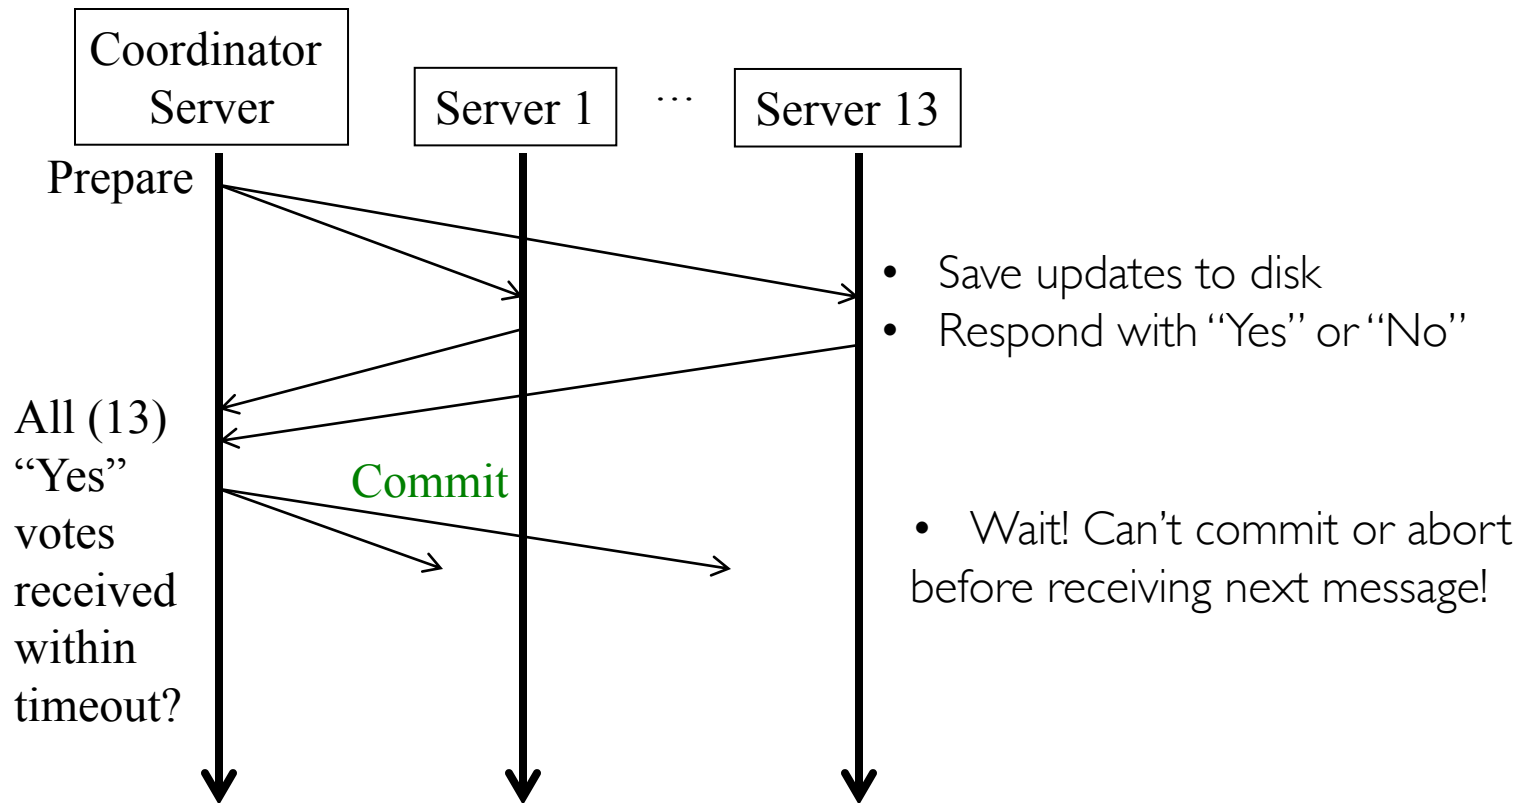 Coordinator
Server
Server 1
…
Server 13
Prepare
• Save updates to disk
• Respond with “Yes” or “No”
All (13)
“Yes”
votes
received
within
timeout?
Commit
• Wait! Can’t commit or abort
before receiving next message!